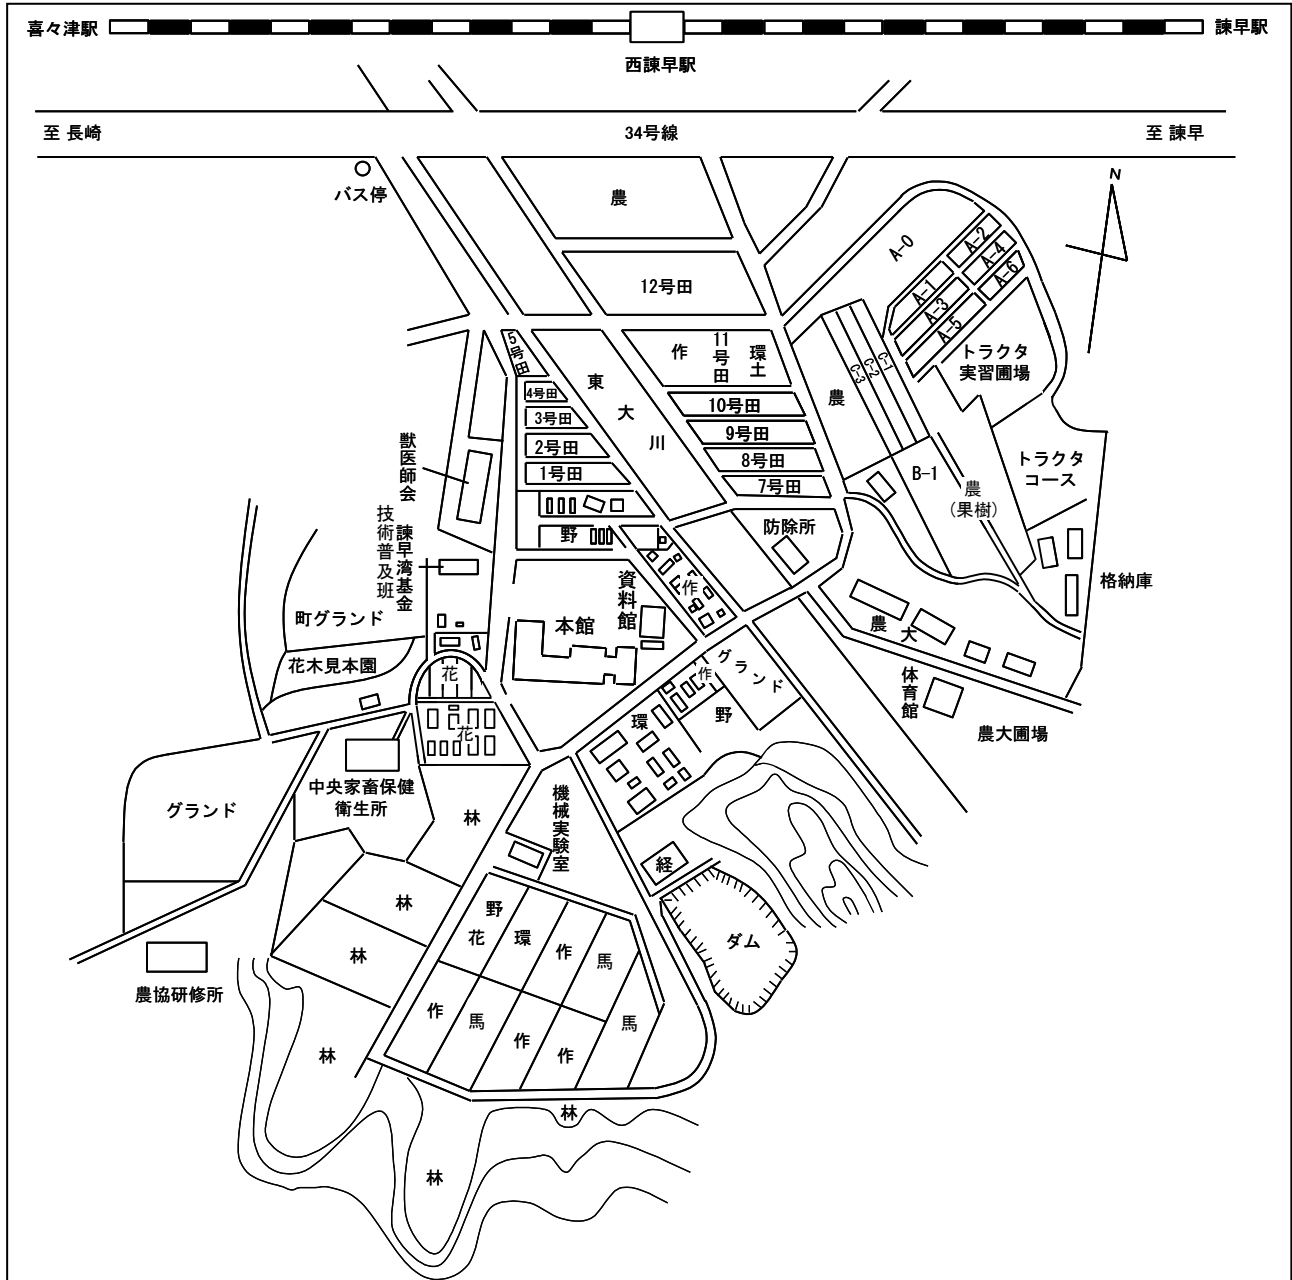 喜々津駅
諫早駅
西諫早駅
至 長崎
34号線
至 諫早
バス停
N
農
12号田
A-0
A-1
A-2
A-3
A-4
A-5
A-6
トラクタ
実習圃場
5号田
4号田
3号田
2号田
1号田
東大川
作
11号田
環土
10号田
9号田
8号田
7号田
農
C-3
C-2
C-1
B-1
農
(果樹)
トラクタ
コース
獣医師会
諫早湾基金
技術普及班
野
防除所
作
資料館
本館
格納庫
農大
体育館
農大圃場
町グランド
花木見本園
花
花
グランド
作
野
環
中央家畜保健
衛生所
グランド
林
機械実験室
経
ダム
林
林
野
花
環
作
馬
作
馬
作
作
馬
農協研修所
林
林
林